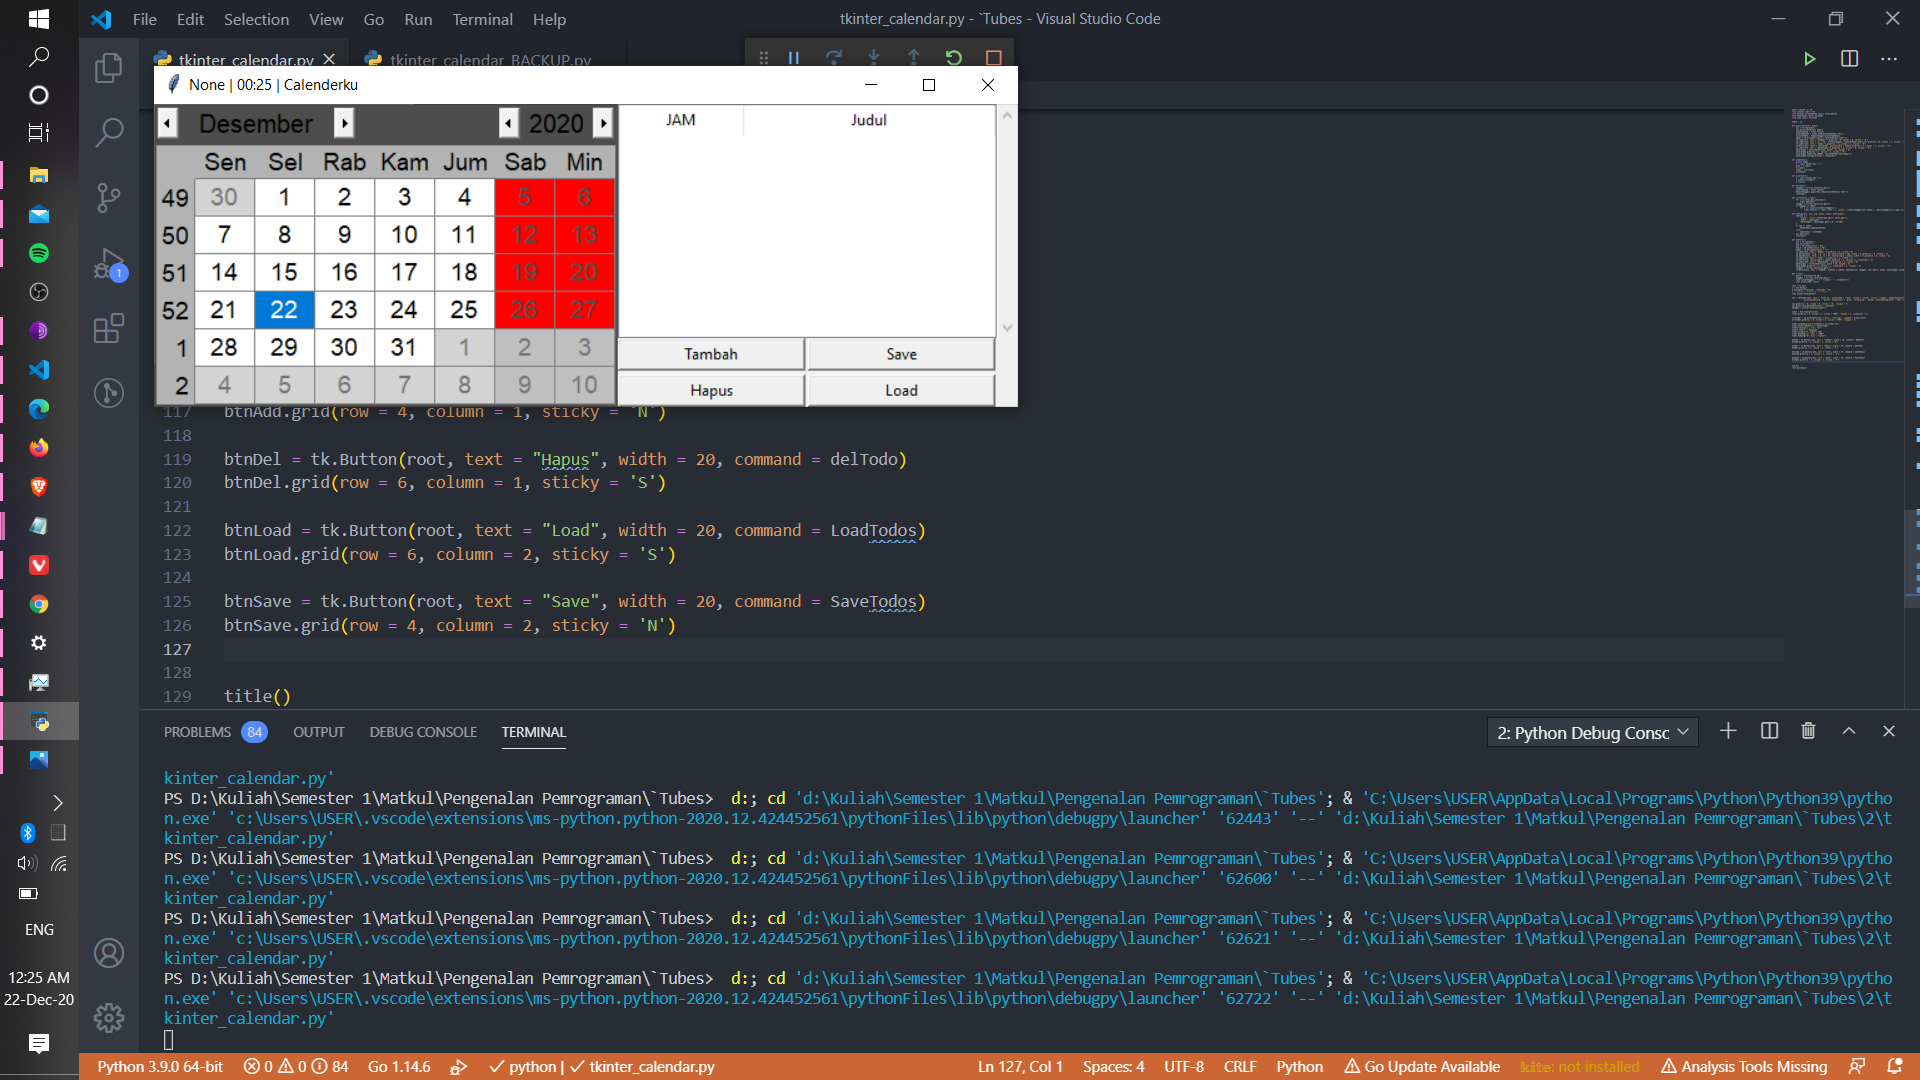 File Edit Selection View Go Run Terminal Help
tkinter_calendar.py - `Tubes - Visual Studio Code
tkinter_calendar.py
tkinter_calendar_BACKUP.py
None | 00:25 | Calenderku
Desember 2020
Sen Sel Rab Kam Jum Sab Min
49 30 1 2 3 4 5 6
50 7 8 9 10 11 12 13
51 14 15 16 17 18 19 20
52 21 22 23 24 25 26 27
1 28 29 30 31 1 2 3
2 4 5 6 7 8 9 10
JAM Judul
Tambah Save
Hapus Load
1
117 btnAdd.grid(row = 4, column = 1, sticky = 'N')
118
119 btnDel = tk.Button(root, text = "Hapus", width = 20, command = delTodo)
120 btnDel.grid(row = 6, column = 1, sticky = 'S')
121
122 btnLoad = tk.Button(root, text = "Load", width = 20, command = LoadTodos)
123 btnLoad.grid(row = 6, column = 2, sticky = 'S')
124
125 btnSave = tk.Button(root, text = "Save", width = 20, command = SaveTodos)
126 btnSave.grid(row = 4, column = 2, sticky = 'N')
127
128
129 title()
PROBLEMS 84 OUTPUT DEBUG CONSOLE TERMINAL
2: Python Debug Consc
kinter_calendar.py'
PS D:\Kuliah\Semester 1\Matkul\Pengenalan Pemrograman\`Tubes> d:; cd 'd:\Kuliah\Semester 1\Matkul\Pengenalan Pemrograman\`Tubes'; & 'C:\Users\USER\AppData\Local\Programs\Python\Python39\pytho
n.exe' 'c:\Users\USER\.vscode\extensions\ms-python.python-2020.12.424452561\pythonFiles\lib\python\debugpy\launcher' '62443' '--' 'd:\Kuliah\Semester 1\Matkul\Pengenalan Pemrograman\`Tubes\2\t
kinter_calendar.py'
PS D:\Kuliah\Semester 1\Matkul\Pengenalan Pemrograman\`Tubes> d:; cd 'd:\Kuliah\Semester 1\Matkul\Pengenalan Pemrograman\`Tubes'; & 'C:\Users\USER\AppData\Local\Programs\Python\Python39\pytho
n.exe' 'c:\Users\USER\.vscode\extensions\ms-python.python-2020.12.424452561\pythonFiles\lib\python\debugpy\launcher' '62600' '--' 'd:\Kuliah\Semester 1\Matkul\Pengenalan Pemrograman\`Tubes\2\t
kinter_calendar.py'
PS D:\Kuliah\Semester 1\Matkul\Pengenalan Pemrograman\`Tubes> d:; cd 'd:\Kuliah\Semester 1\Matkul\Pengenalan Pemrograman\`Tubes'; & 'C:\Users\USER\AppData\Local\Programs\Python\Python39\pytho
n.exe' 'c:\Users\USER\.vscode\extensions\ms-python.python-2020.12.424452561\pythonFiles\lib\python\debugpy\launcher' '62621' '--' 'd:\Kuliah\Semester 1\Matkul\Pengenalan Pemrograman\`Tubes\2\t
kinter_calendar.py'
PS D:\Kuliah\Semester 1\Matkul\Pengenalan Pemrograman\`Tubes> d:; cd 'd:\Kuliah\Semester 1\Matkul\Pengenalan Pemrograman\`Tubes'; & 'C:\Users\USER\AppData\Local\Programs\Python\Python39\pytho
n.exe' 'c:\Users\USER\.vscode\extensions\ms-python.python-2020.12.424452561\pythonFiles\lib\python\debugpy\launcher' '62722' '--' 'd:\Kuliah\Semester 1\Matkul\Pengenalan Pemrograman\`Tubes\2\t
kinter_calendar.py'
ENG
12:25 AM
22-Dec-20
Python 3.9.0 64-bit 0 0 84 Go 1.14.6 python | tkinter_calendar.py Ln 127, Col 1 Spaces: 4 UTF-8 CRLF Python Go Update Available kite: not installed Analysis Tools Missing